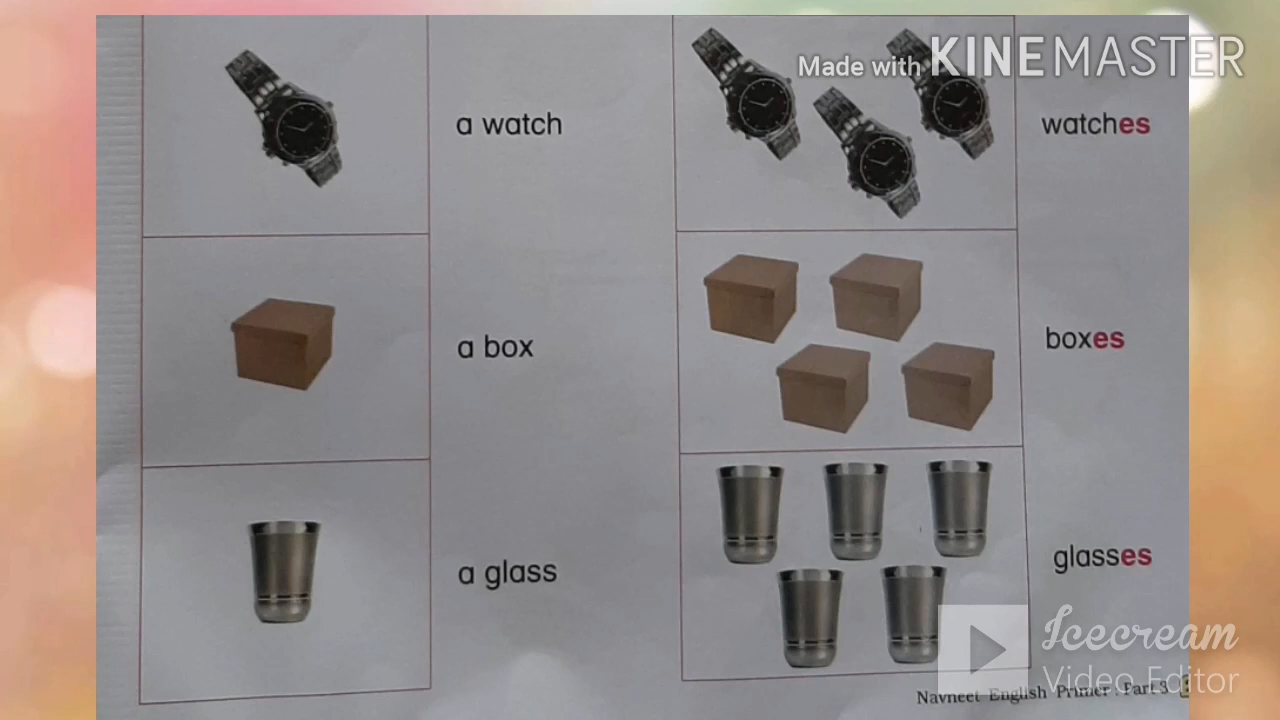 Made with KINEMASTER
a watch
watches
a box
boxes
a glass
glasses
Icecream
Video Editor
Navneet English Primer : Part 3